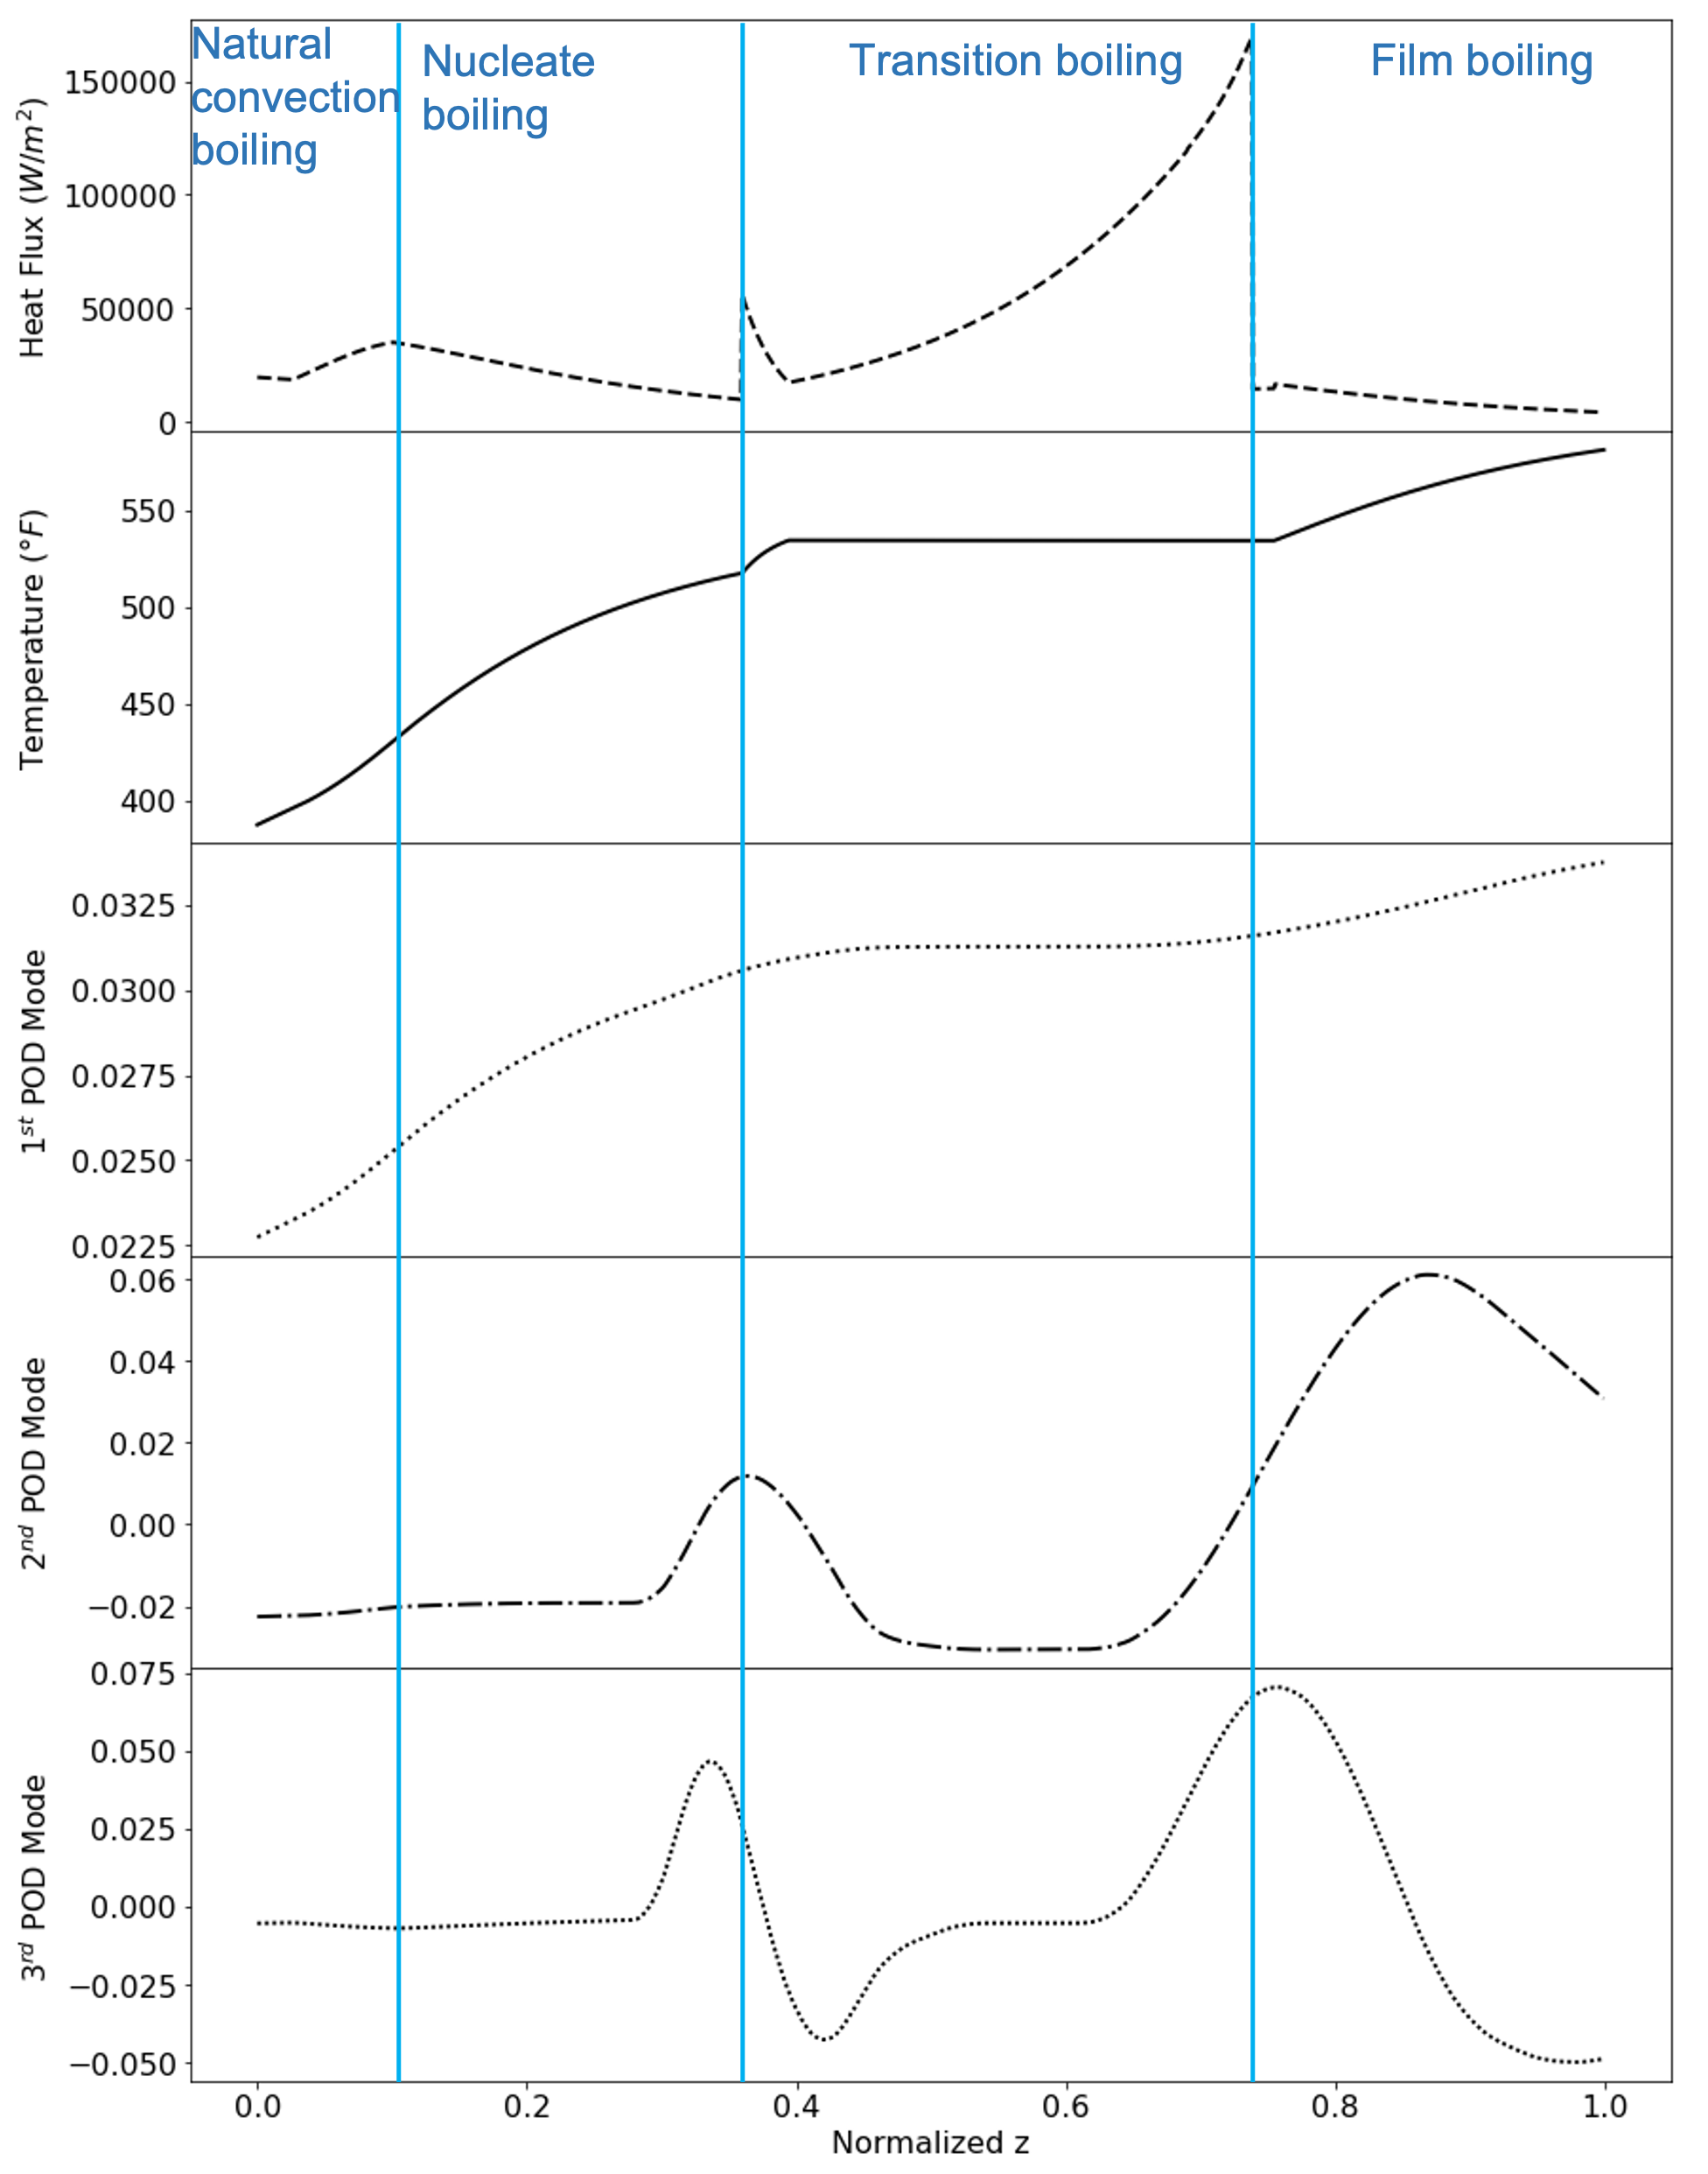 Natural
convection
boiling
Nucleate
boiling
Transition boiling
Film boiling
Heat Flux (W/m²)
150000
100000
50000
0
Temperature (°F)
550
500
450
400
1ˢᵗ POD Mode
0.0325
0.0300
0.0275
0.0250
0.0225
2ⁿᵈ POD Mode
0.06
0.04
0.02
0.00
−0.02
3ʳᵈ POD Mode
0.075
0.050
0.025
0.000
−0.025
−0.050
0.0 0.2 0.4 0.6 0.8 1.0
Normalized z